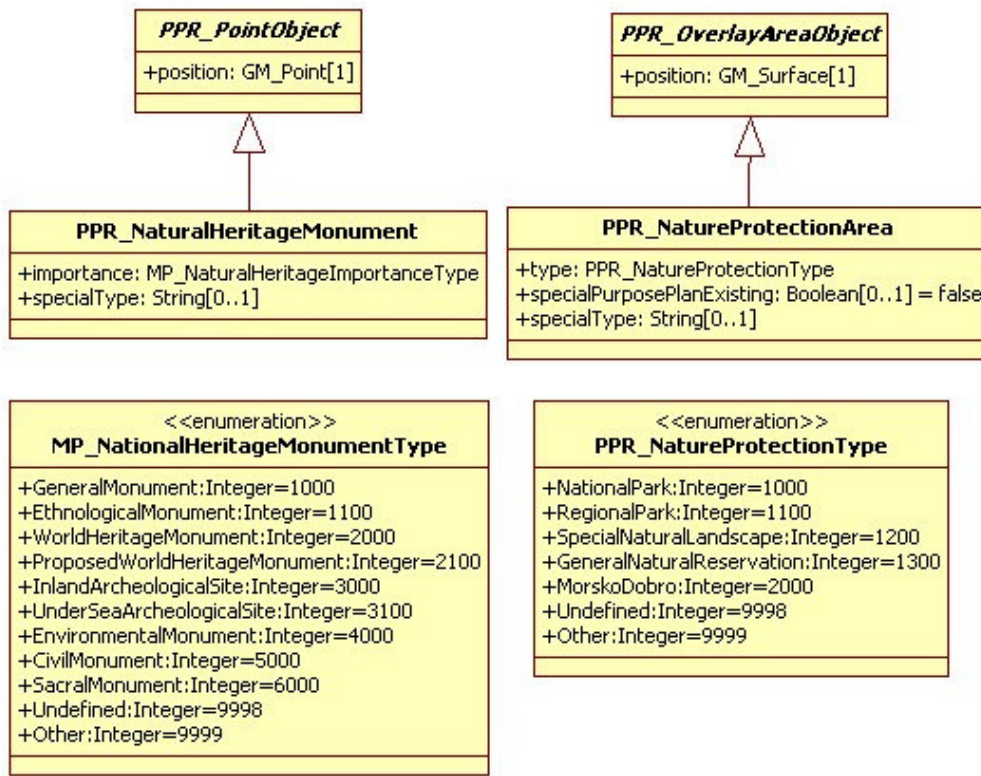 PPR_PointObject
+position: GM_Point[1]
PPR_OverlayAreaObject
+position: GM_Surface[1]
PPR_NaturalHeritageMonument
+importance: MP_NaturalHeritageImportanceType
+specialType: String[0..1]
PPR_NatureProtectionArea
+type: PPR_NatureProtectionType
+specialPurposePlanExisting: Boolean[0..1] = false
+specialType: String[0..1]
<<enumeration>>
MP_NationalHeritageMonumentType
+GeneralMonument:Integer=1000
+EthnologicalMonument:Integer=1100
+WorldHeritageMonument:Integer=2000
+ProposedWorldHeritageMonument:Integer=2100
+InlandArcheologicalSite:Integer=3000
+UnderSeaArcheologicalSite:Integer=3100
+EnvironmentalMonument:Integer=4000
+CivilMonument:Integer=5000
+SacralMonument:Integer=6000
+Undefined:Integer=9998
+Other:Integer=9999
<<enumeration>>
PPR_NatureProtectionType
+NationalPark:Integer=1000
+RegionalPark:Integer=1100
+SpecialNaturalLandscape:Integer=1200
+GeneralNaturalReservation:Integer=1300
+MorskoDobro:Integer=2000
+Undefined:Integer=9998
+Other:Integer=9999